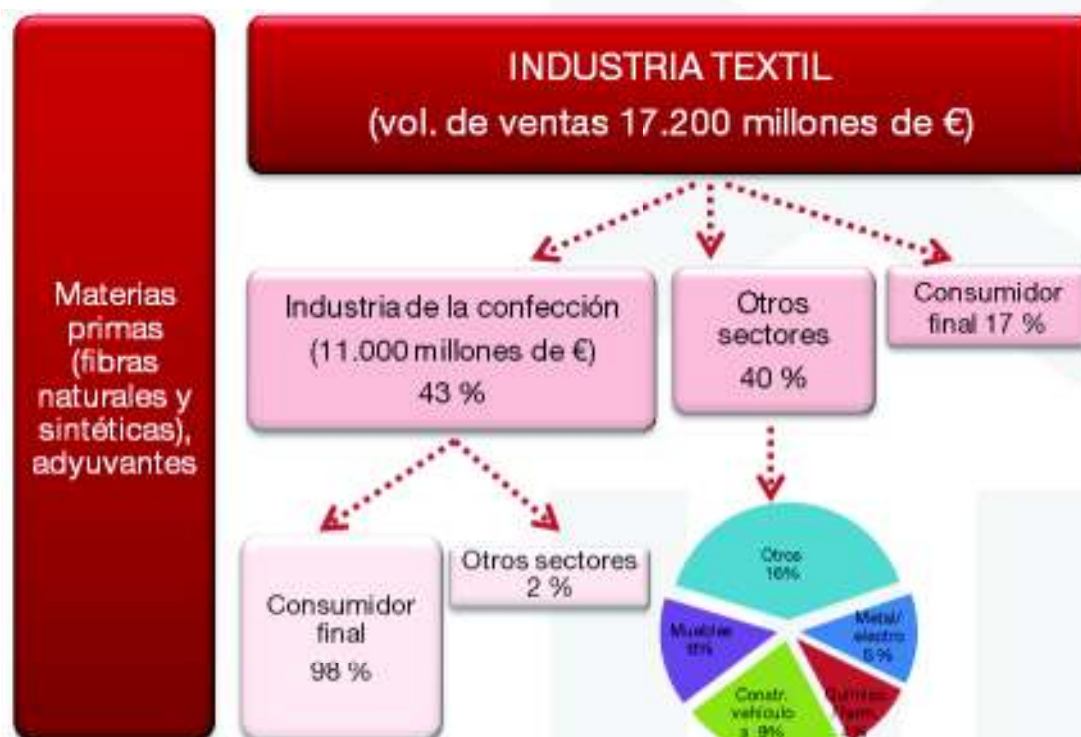 Materias
primas
(fibras
naturales y
sintéticas),
adyuvantes
INDUSTRIA TEXTIL
(vol. de ventas 17.200 millones de €)
Industria de la confección
(11.000 millones de €)
43 %
Otros
sectores
40 %
Consumidor
final 17 %
Consumidor
final
98 %
Otros sectores
2 %
Otros
16%
Metal/
electro
Muebles
Constr.
vehículo
s 9%